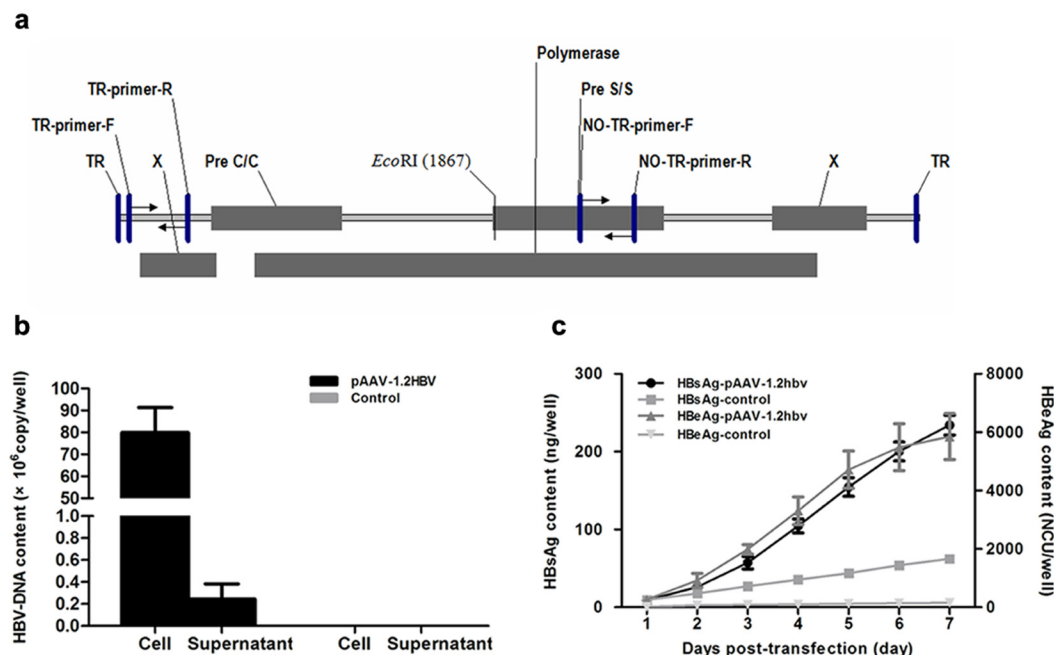 a
Polymerase
TR-primer-R
Pre S/S
TR-primer-F
NO-TR-primer-F
TR
X
Pre C/C
EcoRI (1867)
NO-TR-primer-R
X
TR
b
pAAV-1.2HBV
Control
HBV-DNA content (× 10⁶copy/well)
100
90
80
70
60
50
1.0
0.8
0.6
0.4
0.2
0.0
Cell
Supernatant
Cell
Supernatant
c
HBsAg-pAAV-1.2hbv
HBsAg-control
HBeAg-pAAV-1.2hbv
HBeAg-control
HBsAg content (ng/well)
300
200
100
0
8000
6000
4000
2000
0
HBeAg content (NCU/well)
1 2 3 4 5 6 7
Days post-transfection (day)